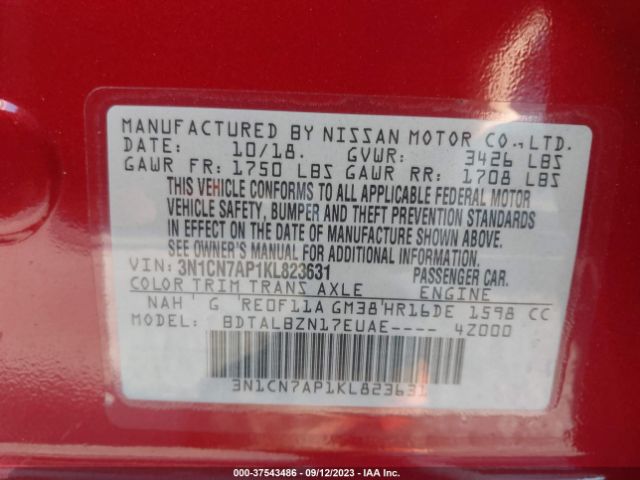 MANUFACTURED BY NISSAN MOTOR CO.,LTD.
DATE: 10/18. GVWR: 3426 LBS
GAWR FR: 1750 LBS GAWR RR: 1708 LBS
THIS VEHICLE CONFORMS TO ALL APPLICABLE FEDERAL MOTOR
VEHICLE SAFETY, BUMPER AND THEFT PREVENTION STANDARDS
IN EFFECT ON THE DATE OF MANUFACTURE SHOWN ABOVE.
SEE OWNER'S MANUAL FOR ADDITIONAL INFORMATION.
VIN: 3N1CN7AP1KL823631 PASSENGER CAR.
COLOR TRIM TRANS AXLE ENGINE
NAH G RE0F11A GM38 HR16DE 1598 CC
BDTALBZN17EUAE---- 4Z000
3N1CN7AP1KL823631
000-37543486 - 09/12/2023 - IAA Inc.